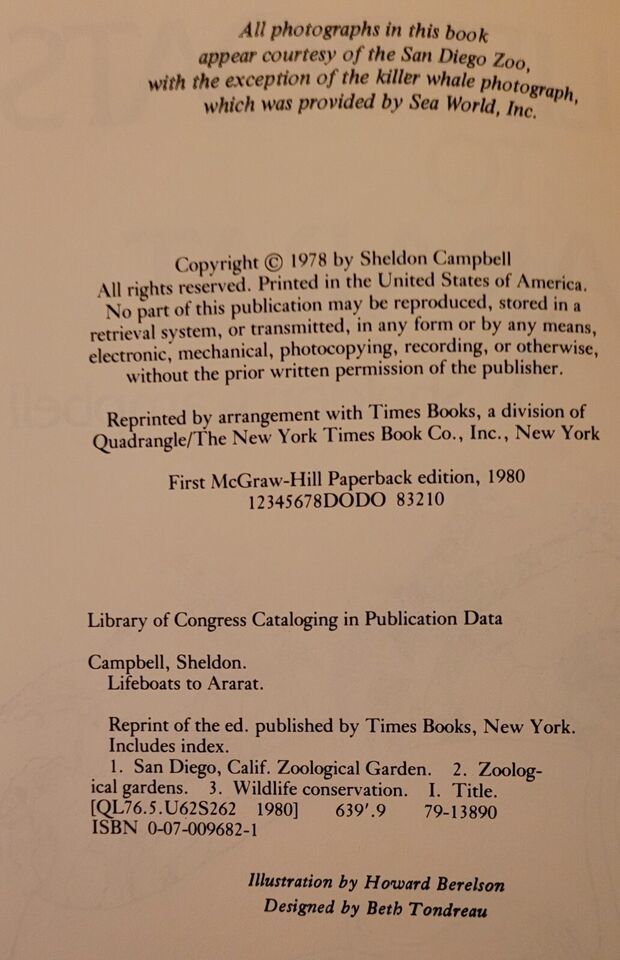 All photographs in this book
appear courtesy of the San Diego Zoo,
with the exception of the killer whale photograph,
which was provided by Sea World, Inc.
Copyright © 1978 by Sheldon Campbell
All rights reserved. Printed in the United States of America.
No part of this publication may be reproduced, stored in a
retrieval system, or transmitted, in any form or by any means,
electronic, mechanical, photocopying, recording, or otherwise,
without the prior written permission of the publisher.
Reprinted by arrangement with Times Books, a division of
Quadrangle/The New York Times Book Co., Inc., New York
First McGraw-Hill Paperback edition, 1980
12345678DODO 83210
Library of Congress Cataloging in Publication Data
Campbell, Sheldon.
Lifeboats to Ararat.
Reprint of the ed. published by Times Books, New York.
Includes index.
1. San Diego, Calif. Zoological Garden. 2. Zoolog-
ical gardens. 3. Wildlife conservation. I. Title.
[QL76.5.U62S262 1980] 639'.9 79-13890
ISBN 0-07-009682-1
Illustration by Howard Berelson
Designed by Beth Tondreau